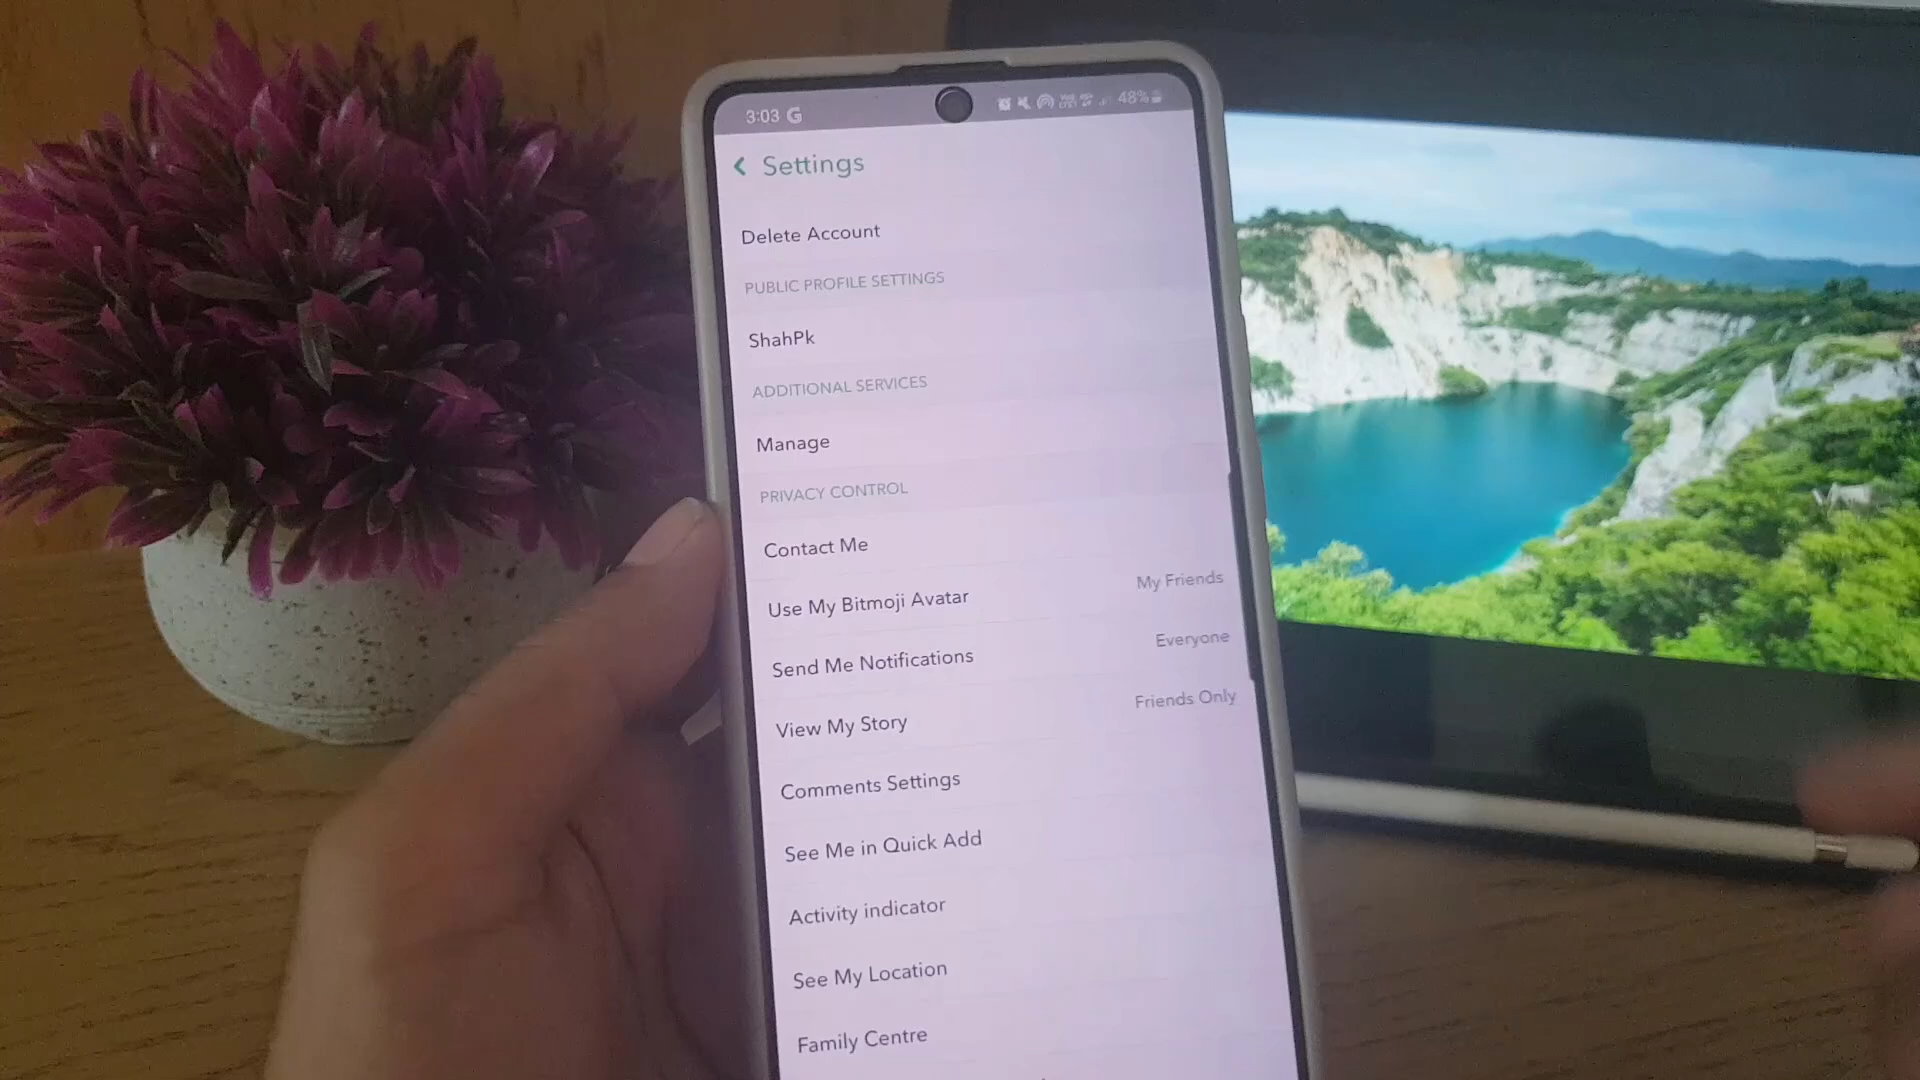 3:03 G 48%
Settings
Delete Account
PUBLIC PROFILE SETTINGS
ShahPk
ADDITIONAL SERVICES
Manage
PRIVACY CONTROL
Contact Me
Use My Bitmoji Avatar My Friends
Send Me Notifications Everyone
View My Story Friends Only
Comments Settings
See Me in Quick Add
Activity indicator
See My Location
Family Centre